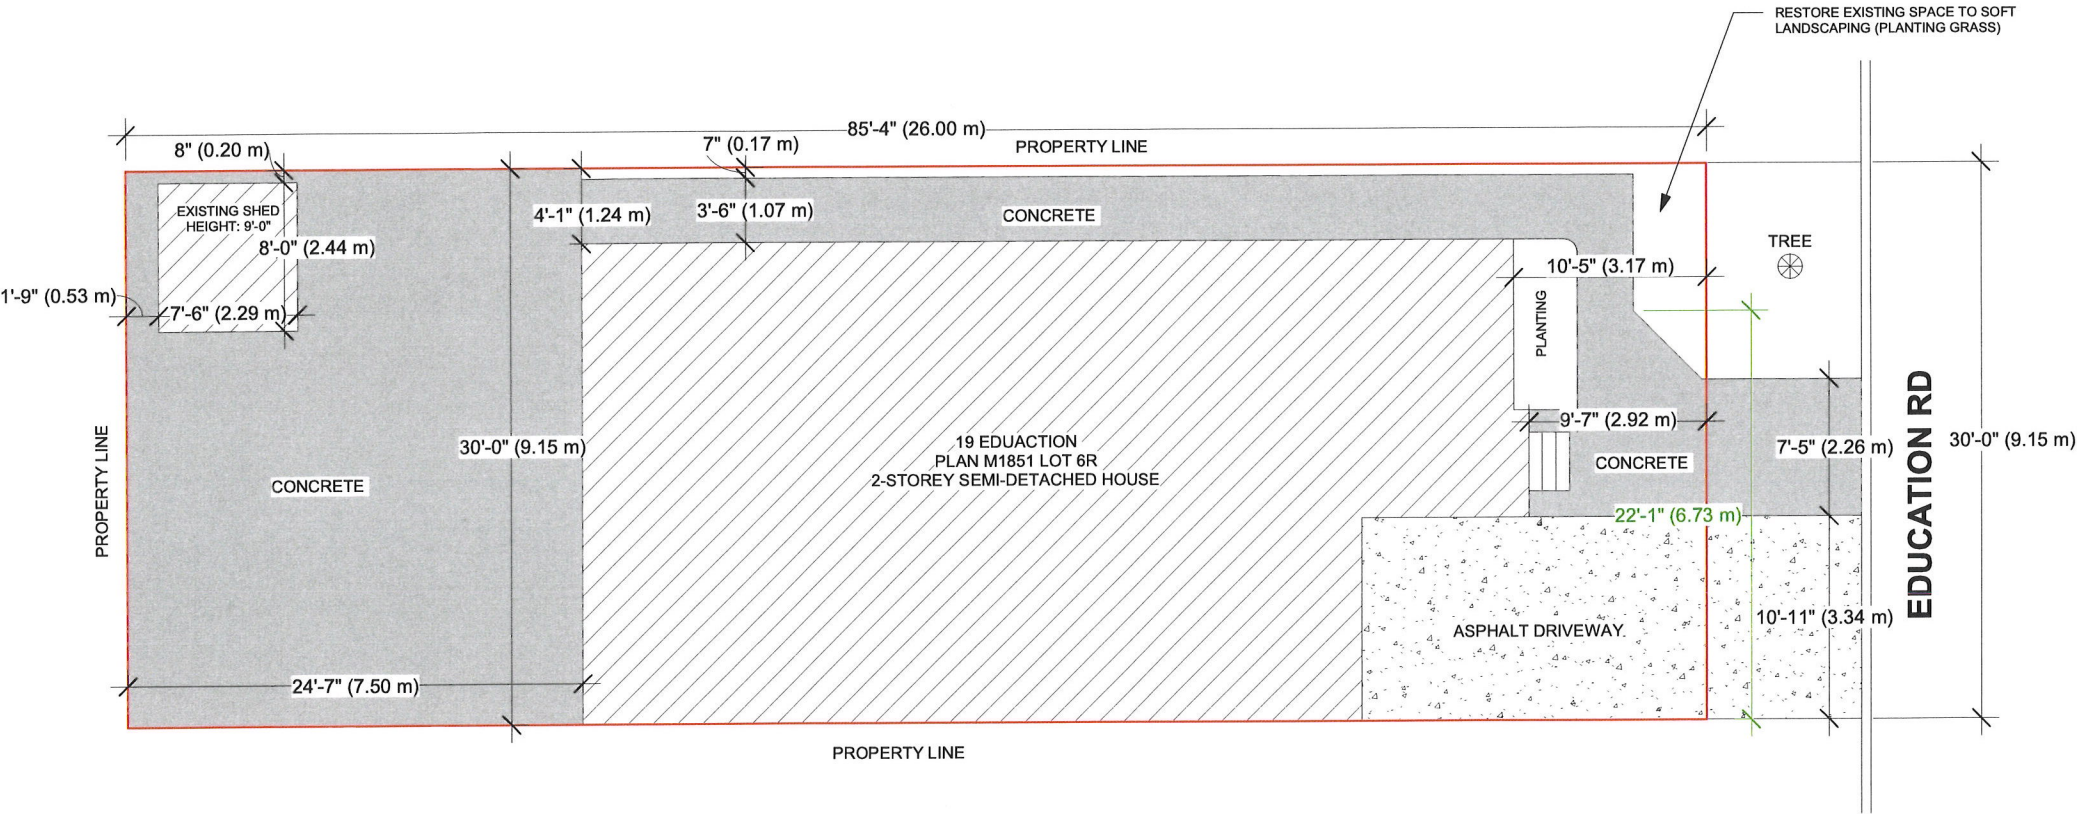 RESTORE EXISTING SPACE TO SOFT
LANDSCAPING (PLANTING GRASS)
85'-4" (26.00 m)
8" (0.20 m)
7" (0.17 m)
PROPERTY LINE
EXISTING SHED
HEIGHT: 9'-0"
4'-1" (1.24 m)
3'-6" (1.07 m)
CONCRETE
8'-0" (2.44 m)
TREE
10'-5" (3.17 m)
1'-9" (0.53 m)
7'-6" (2.29 m)
PLANTING
9'-7" (2.92 m)
30'-0" (9.15 m)
19 EDUACTION
PLAN M1851 LOT 6R
2-STOREY SEMI-DETACHED HOUSE
7'-5" (2.26 m)
EDUCATION RD
30'-0" (9.15 m)
CONCRETE
CONCRETE
PROPERTY LINE
22'-1" (6.73 m)
10'-11" (3.34 m)
ASPHALT DRIVEWAY
24'-7" (7.50 m)
PROPERTY LINE